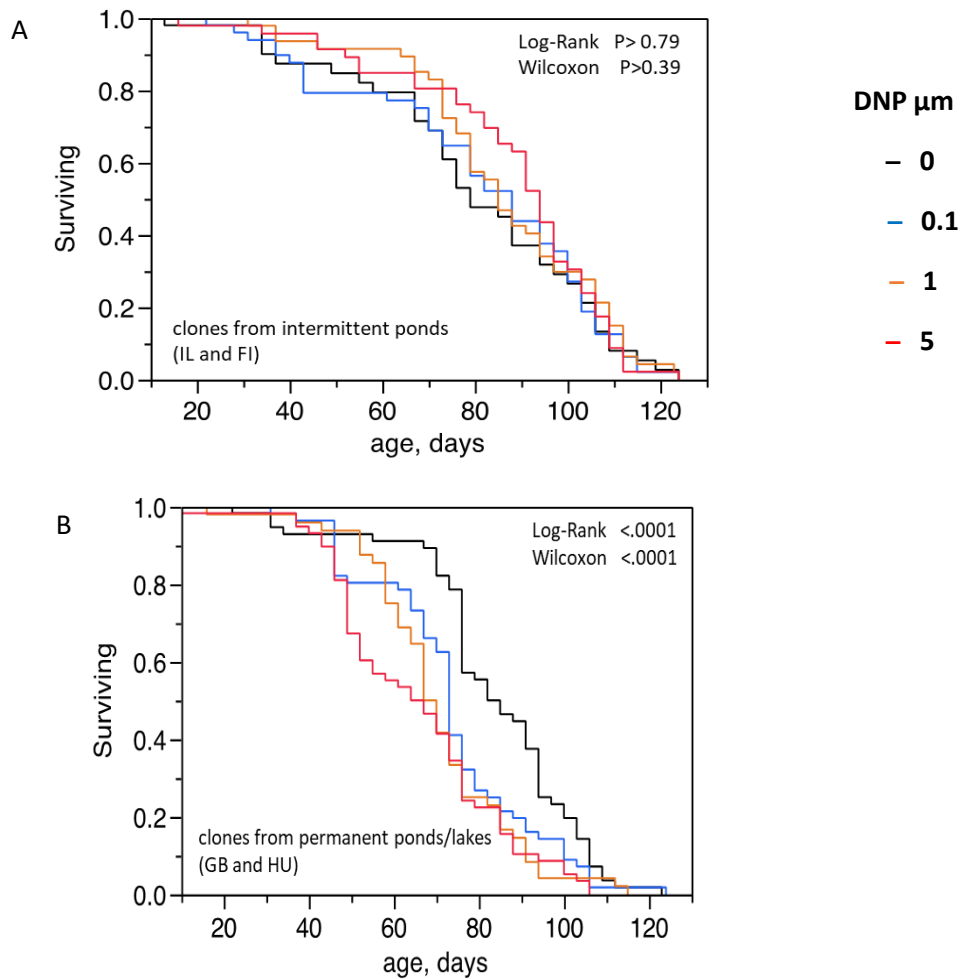 A
1.0
0.8
0.6
0.4
0.2
0.0
Surviving
Log-Rank P> 0.79
Wilcoxon P>0.39
clones from intermittent ponds
(IL and FI)
20 40 60 80 100 120
age, days
DNP µm
– 0
– 0.1
– 1
– 5
B
1.0
0.8
0.6
0.4
0.2
0.0
Surviving
Log-Rank <.0001
Wilcoxon <.0001
clones from permanent ponds/lakes
(GB and HU)
20 40 60 80 100 120
age, days